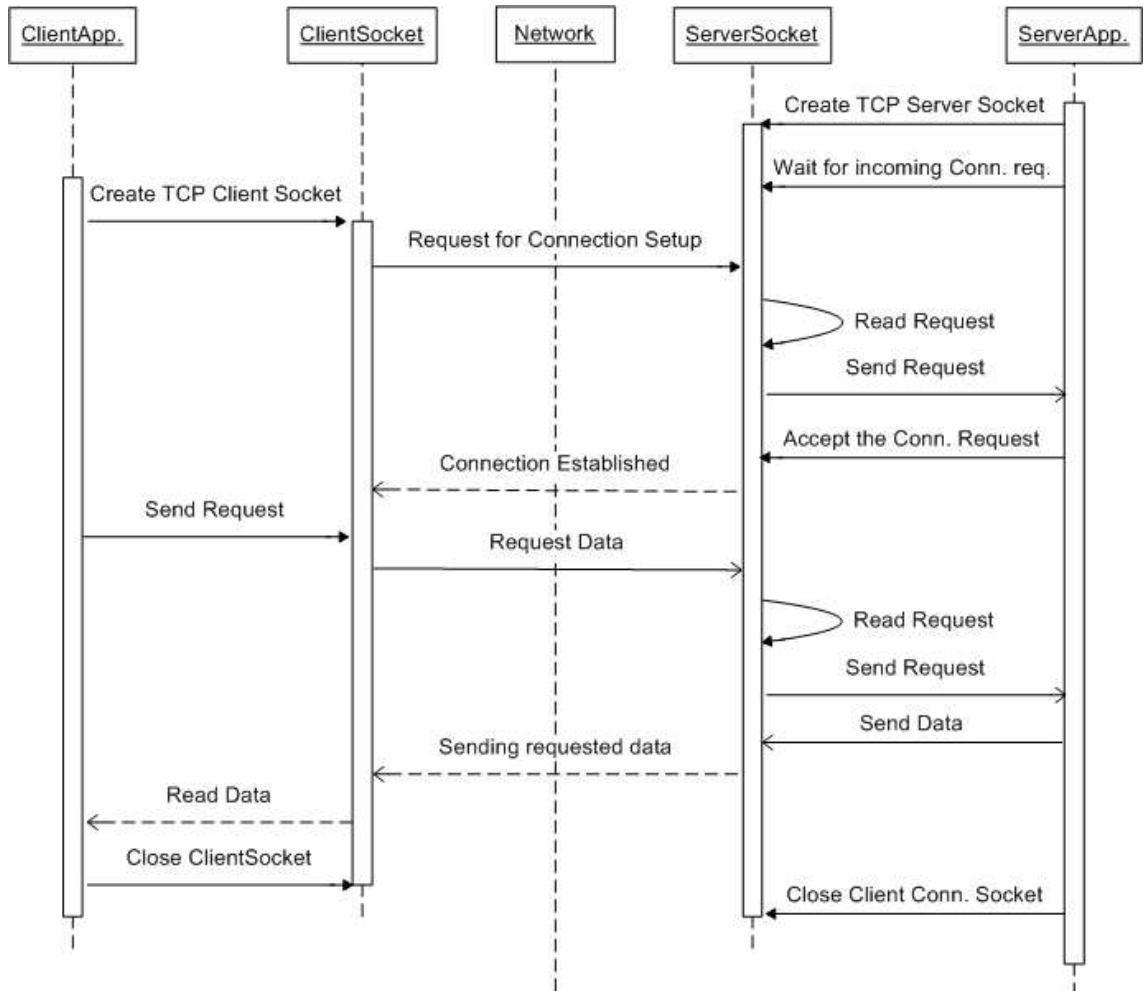 ClientApp.
ClientSocket
Network
ServerSocket
ServerApp.
Create TCP Server Socket
Wait for incoming Conn. req.
Create TCP Client Socket
Request for Connection Setup
Read Request
Send Request
Accept the Conn. Request
Connection Established
Send Request
Request Data
Read Request
Send Request
Send Data
Sending requested data
Read Data
Close ClientSocket
Close Client Conn. Socket